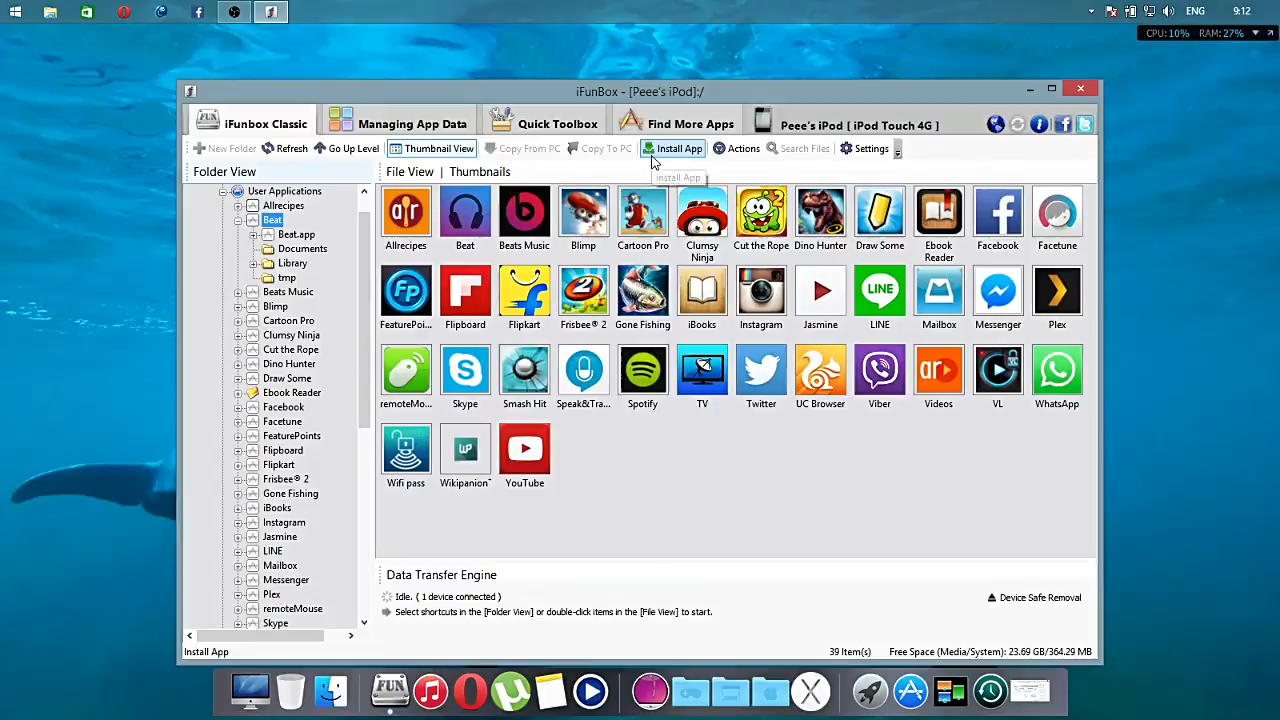 ENG
9:12
CPU:10% RAM:27%
iFunBox - [Peee's iPod]:/
iFunbox Classic
Managing App Data
Quick Toolbox
Find More Apps
Peee's iPod [ iPod Touch 4G ]
New Folder
Refresh
Go Up Level
Thumbnail View
Copy From PC
Copy To PC
Install App
Actions
Search Files
Settings
Install App
Folder View
File View | Thumbnails
User Applications
Allrecipes
Beat
Beat.app
Documents
Library
tmp
Beats Music
Blimp
Cartoon Pro
Clumsy Ninja
Cut the Rope
Dino Hunter
Draw Some
Ebook Reader
Facebook
Facetune
FeaturePoints
Flipboard
Flipkart
Frisbee® 2
Gone Fishing
iBooks
Instagram
Jasmine
LINE
Mailbox
Messenger
Plex
remoteMouse
Skype
Allrecipes
Beat
Beats Music
Blimp
Cartoon Pro
Clumsy Ninja
Cut the Rope
Dino Hunter
Draw Some
Ebook Reader
Facebook
Facetune
FeaturePoi...
Flipboard
Flipkart
Frisbee® 2
Gone Fishing
iBooks
Instagram
Jasmine
LINE
Mailbox
Messenger
Plex
remoteMo...
Skype
Smash Hit
Speak&Tra...
Spotify
TV
Twitter
UC Browser
Viber
Videos
VL
WhatsApp
Wifi pass
Wikipanion
YouTube
Data Transfer Engine
Idle. ( 1 device connected )
Select shortcuts in the [Folder View] or double-click items in the [File View] to start.
Device Safe Removal
Install App
39 Item(s)
Free Space (Media/System): 23.69 GB/364.29 MB